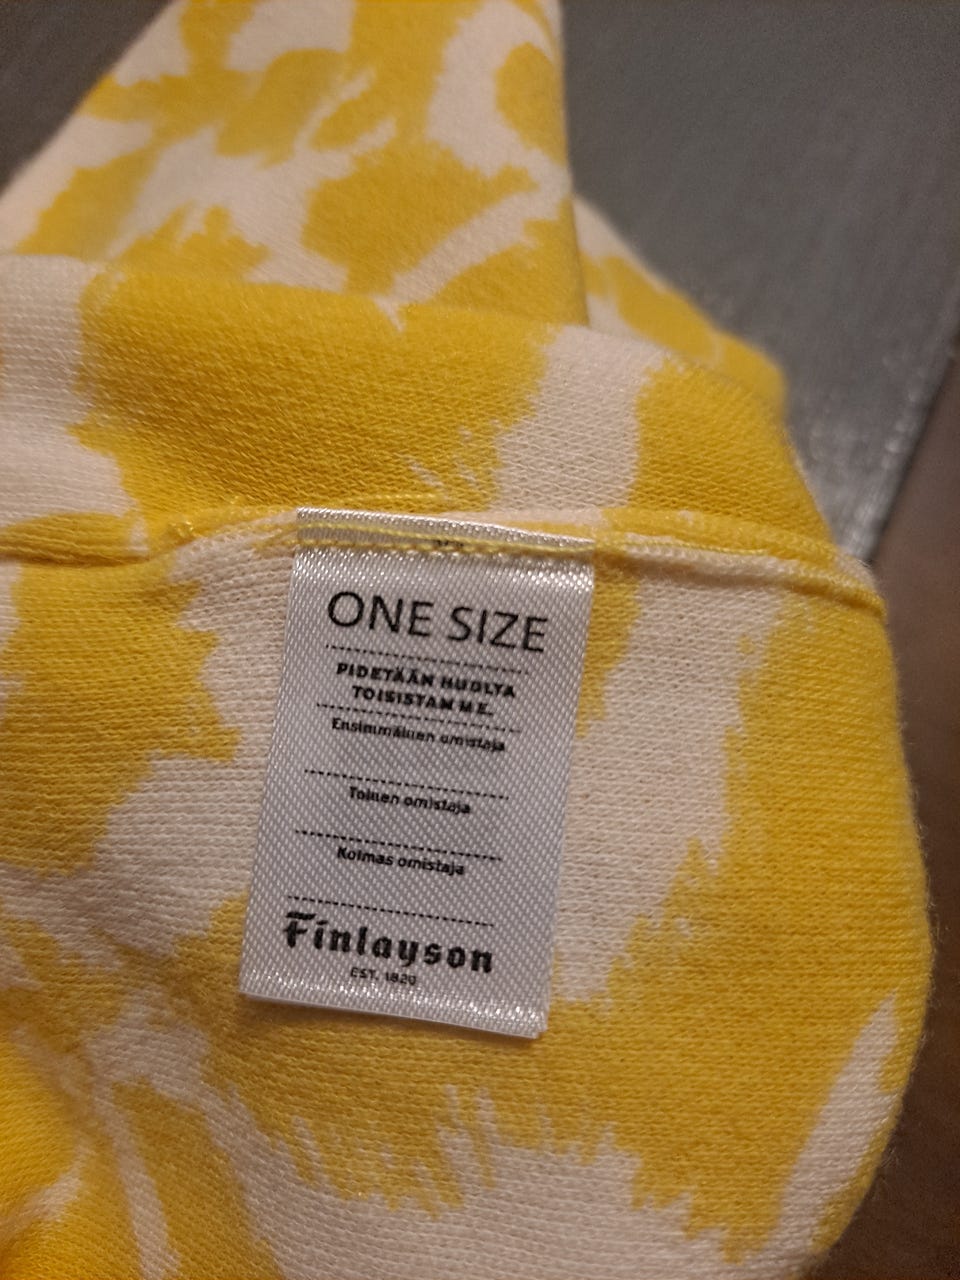 ONE SIZE
PIDETÄÄN HUOLTA
TOISISTAMME.
Ensimmäinen omistaja
Toinen omistaja
Kolmas omistaja
Finlayson
EST. 1820